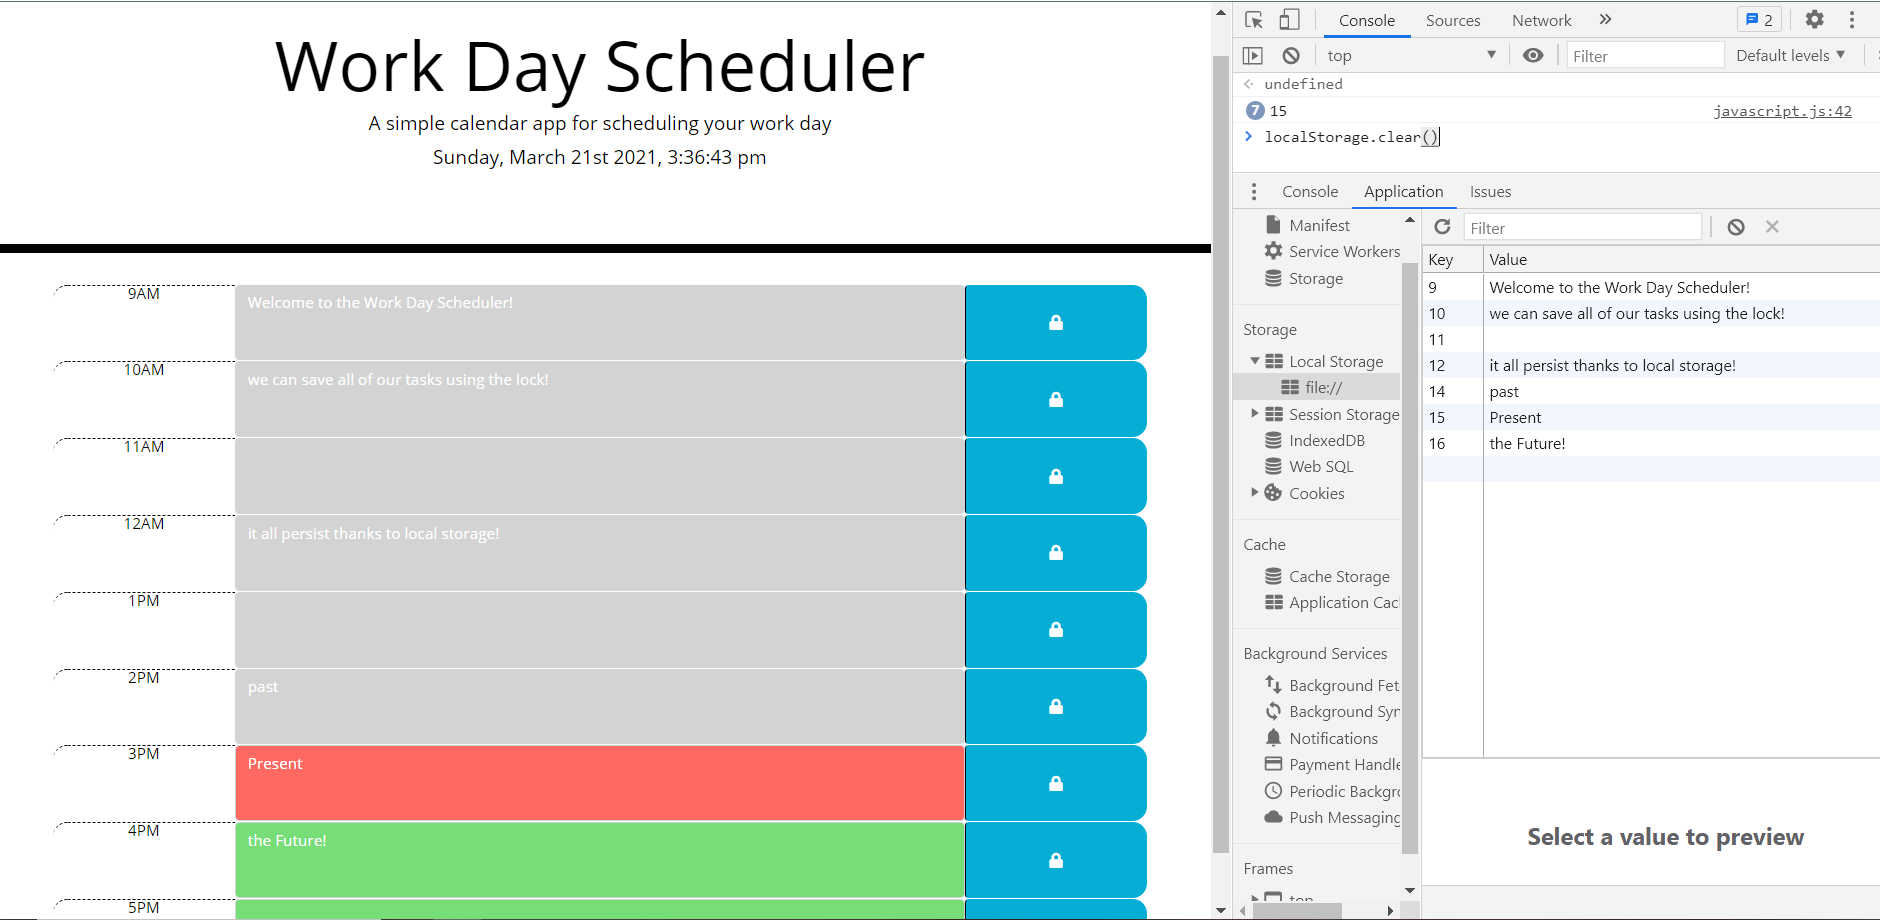 Work Day Scheduler
A simple calendar app for scheduling your work day
Sunday, March 21st 2021, 3:36:43 pm
9AM
Welcome to the Work Day Scheduler!
10AM
we can save all of our tasks using the lock!
11AM
12AM
it all persist thanks to local storage!
1PM
2PM
past
3PM
Present
4PM
the Future!
5PM
Console Sources Network 2
top Filter Default levels
undefined
7 15 javascript.js:42
localStorage.clear()
Console Application Issues
Manifest
Service Workers
Storage
Storage
Local Storage
file://
Session Storage
IndexedDB
Web SQL
Cookies
Cache
Cache Storage
Application Cac
Background Services
Background Fet
Background Syn
Notifications
Payment Handle
Periodic Backgro
Push Messaging
Frames
top
Filter
Key Value
9 Welcome to the Work Day Scheduler!
10 we can save all of our tasks using the lock!
11
12 it all persist thanks to local storage!
14 past
15 Present
16 the Future!
Select a value to preview